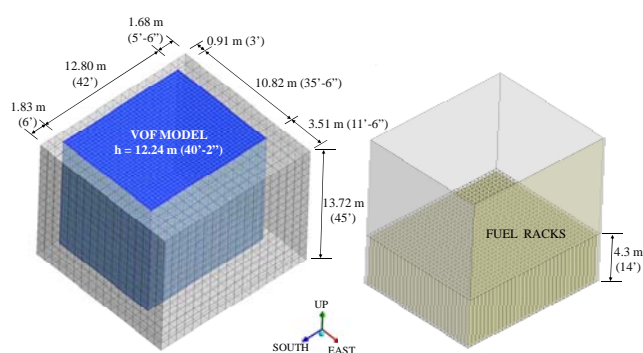 1.68 m
(5'-6")
0.91 m (3')
12.80 m
(42')
10.82 m (35'-6")
1.83 m
(6')
3.51 m (11'-6")
VOF MODEL
h = 12.24 m (40'-2")
13.72 m
(45')
FUEL RACKS
4.3 m
(14')
UP
SOUTH
EAST